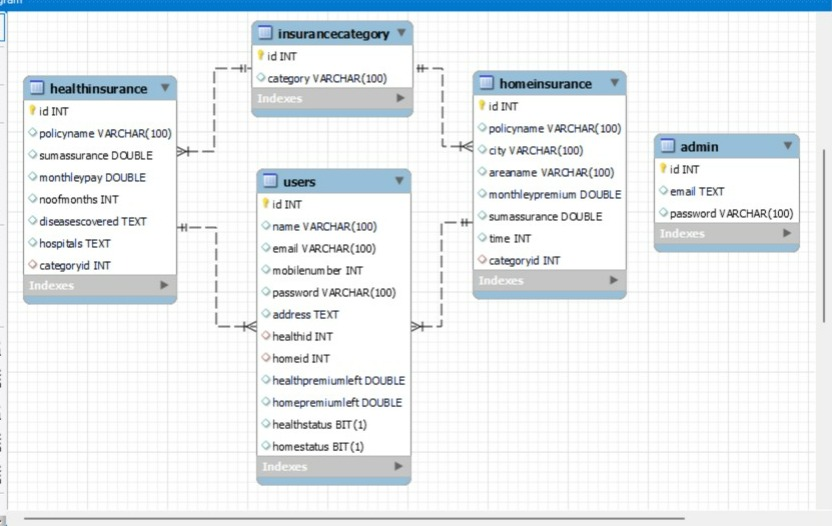 gram
insurancecategory
id INT
category VARCHAR(100)
Indexes
healthinsurance
id INT
policyname VARCHAR(100)
sumassurance DOUBLE
monthleypay DOUBLE
noofmonths INT
diseasescovered TEXT
hospitals TEXT
categoryid INT
Indexes
users
id INT
name VARCHAR(100)
email VARCHAR(100)
mobilenumber INT
password VARCHAR(100)
address TEXT
healthid INT
homeid INT
healthpremiumleft DOUBLE
homepremiumleft DOUBLE
healthstatus BIT(1)
homestatus BIT(1)
Indexes
homeinsurance
id INT
policyname VARCHAR(100)
city VARCHAR(100)
areaname VARCHAR(100)
monthleypremium DOUBLE
sumassurance DOUBLE
time INT
categoryid INT
Indexes
admin
id INT
email TEXT
password VARCHAR(100)
Indexes